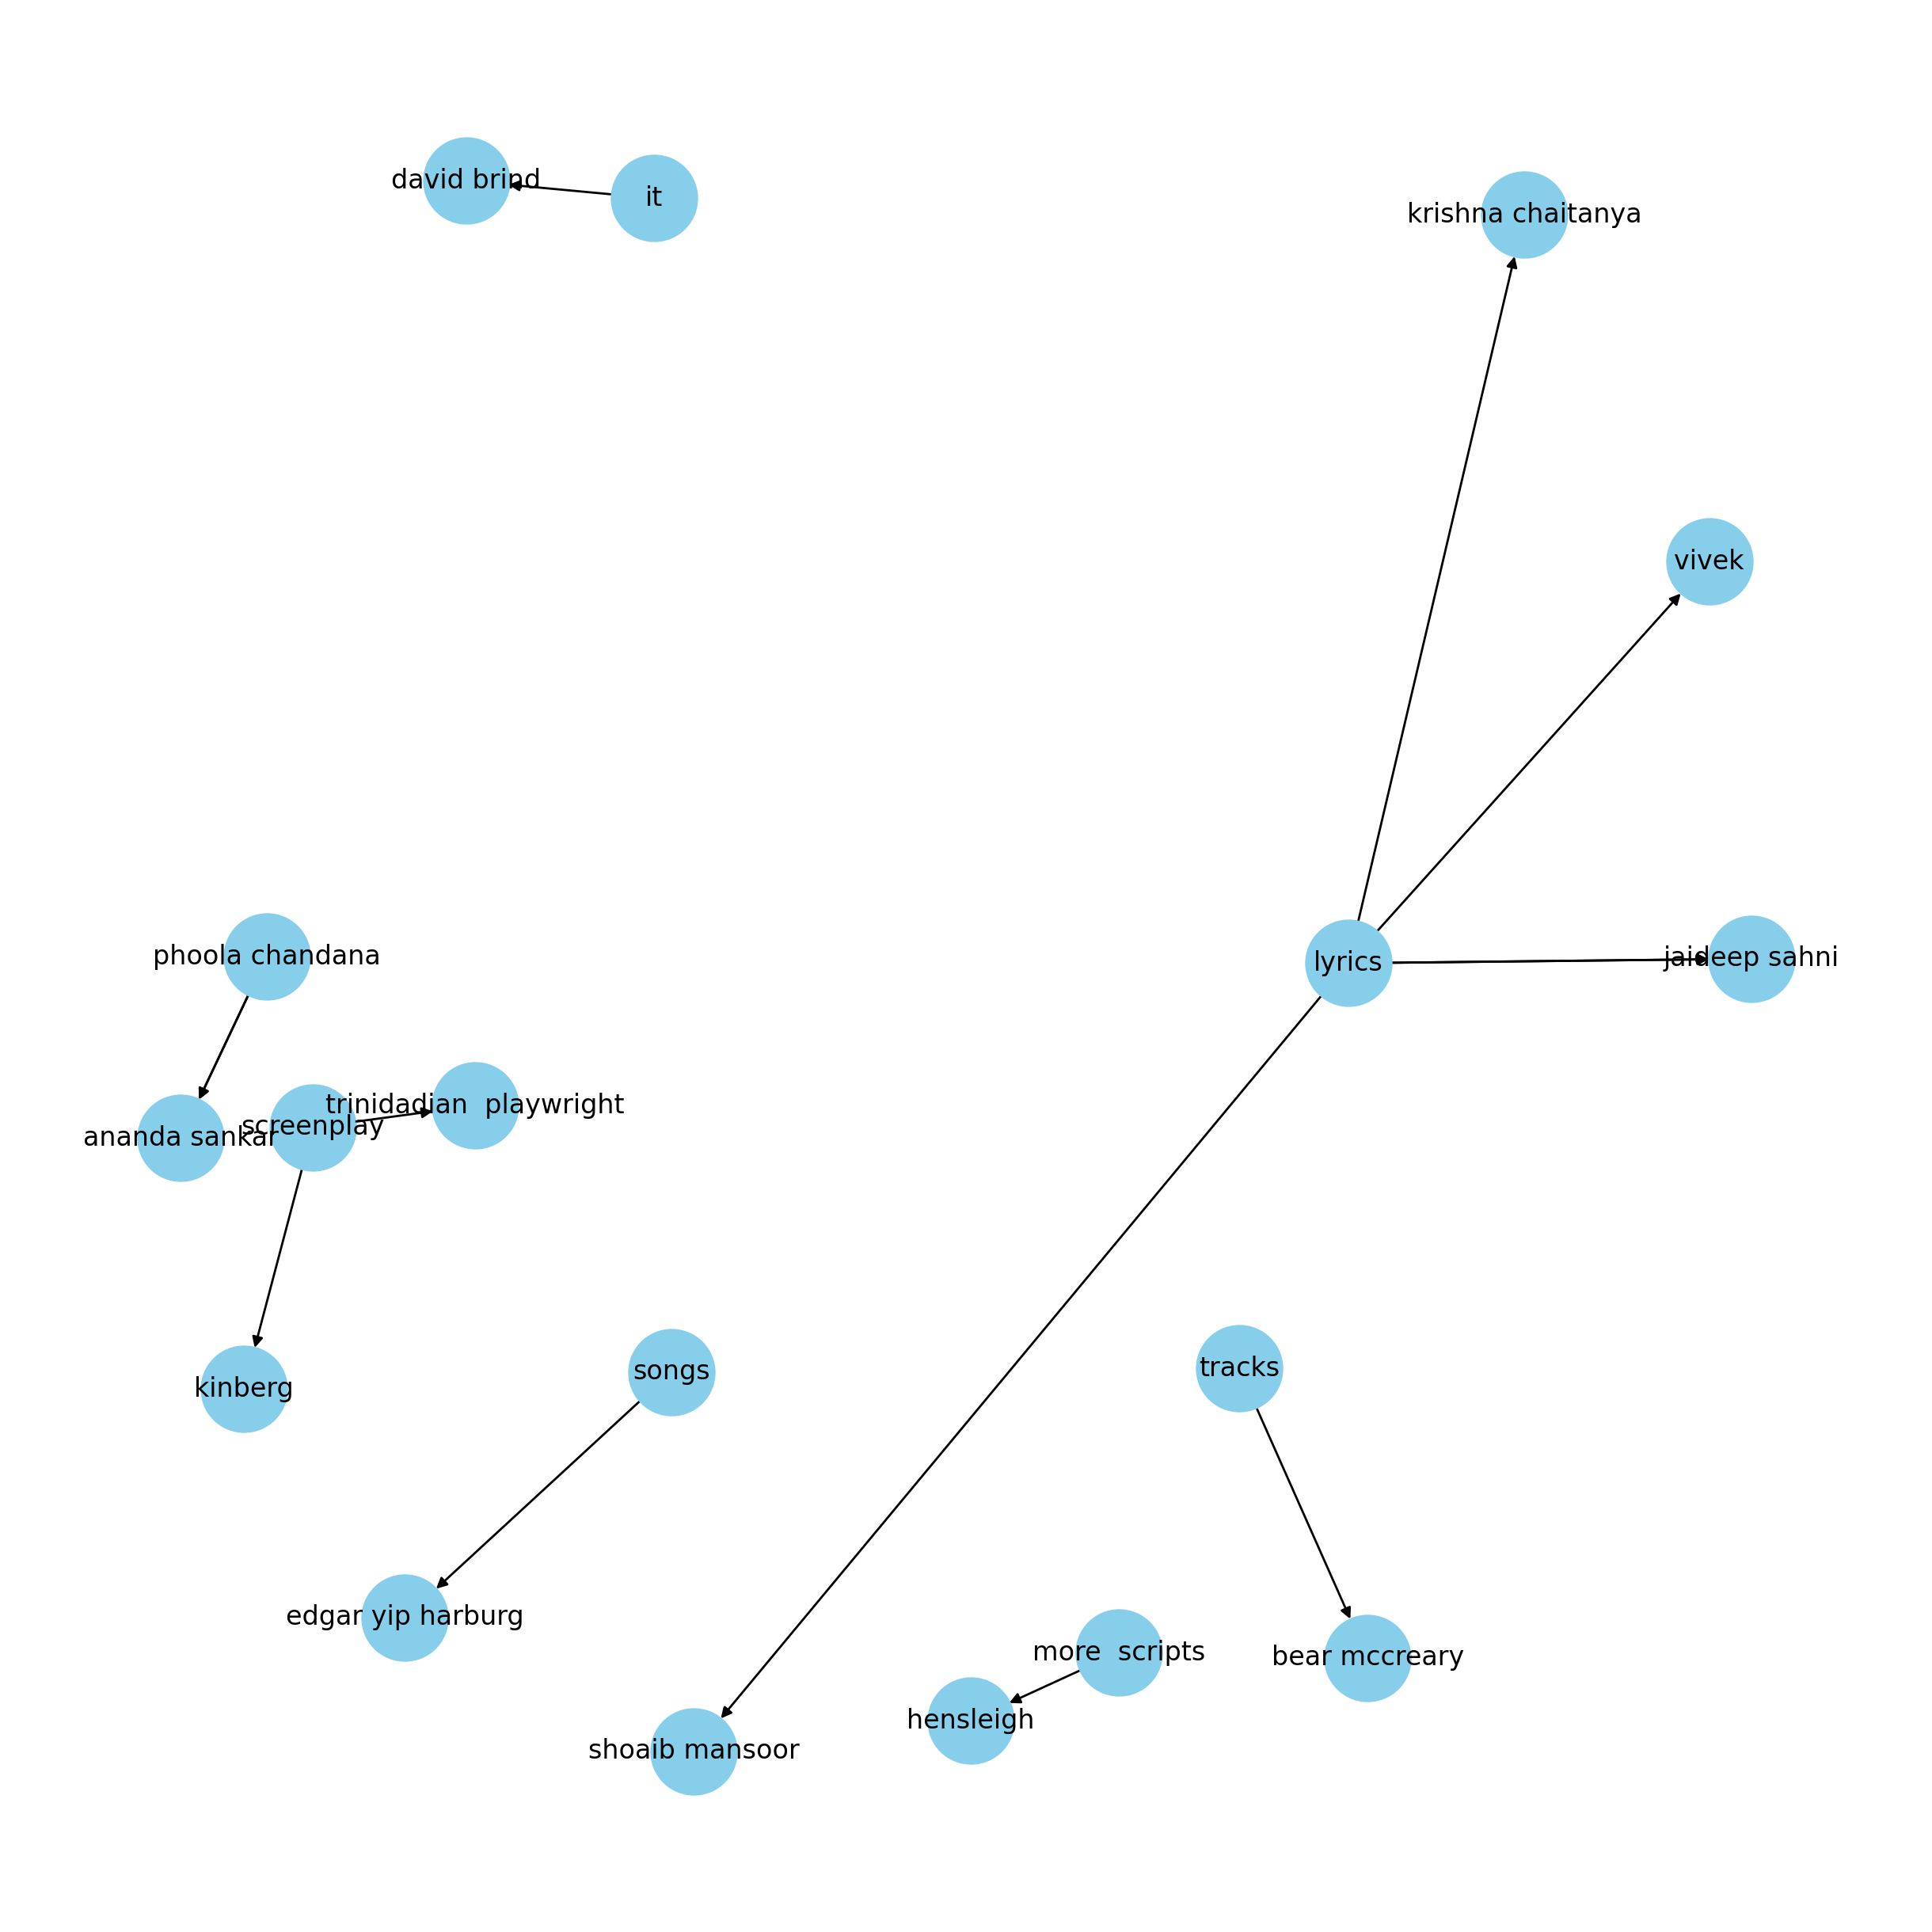 david brind
it
krishna chaitanya
vivek
phoola chandana
lyrics
jaideep sahni
trinidadian  playwright
screenplay
ananda sankar
tracks
songs
kinberg
edgar yip harburg
more  scripts
bear mccreary
hensleigh
shoaib mansoor